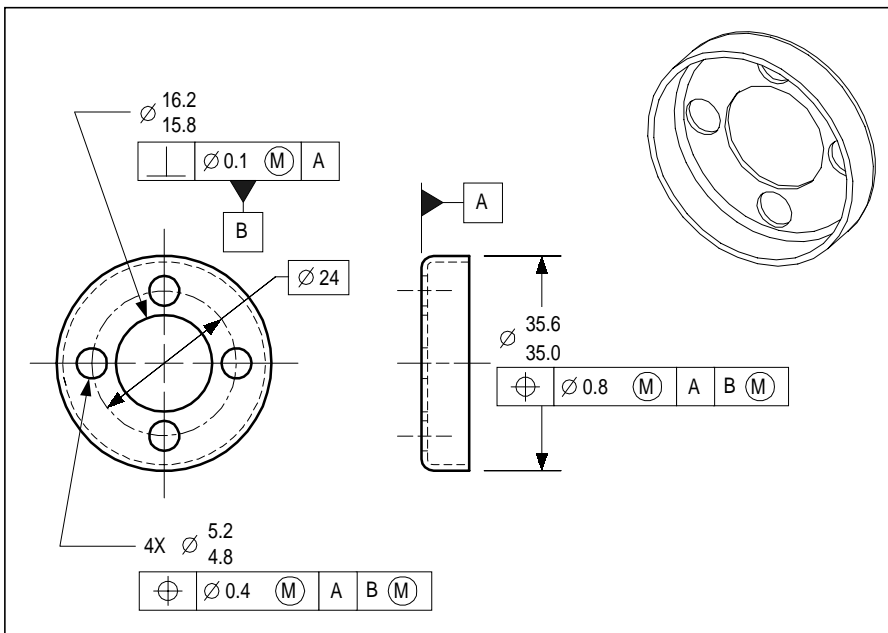 ⌀ 16.2
15.8
⊥ ⌀ 0.1 Ⓜ A
B
A
⌀ 24
⌀ 35.6
35.0
⌖ ⌀ 0.8 Ⓜ A B Ⓜ
4X ⌀ 5.2
4.8
⌖ ⌀ 0.4 Ⓜ A B Ⓜ